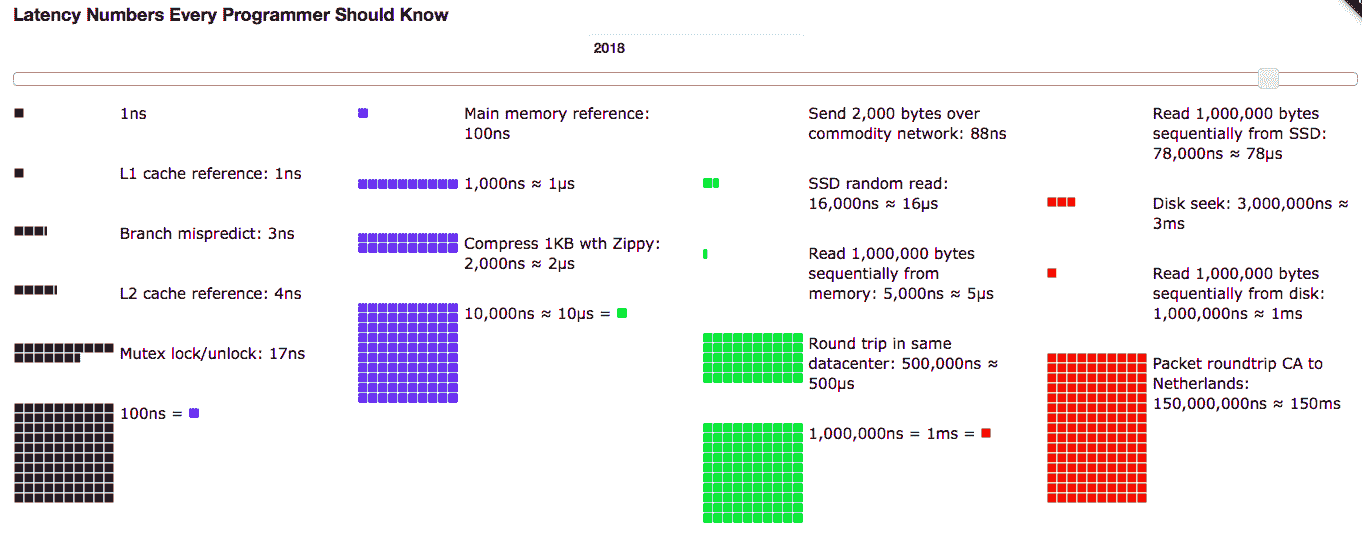 Latency Numbers Every Programmer Should Know
2018
1ns
L1 cache reference: 1ns
Branch mispredict: 3ns
L2 cache reference: 4ns
Mutex lock/unlock: 17ns
100ns =
Main memory reference:
100ns
1,000ns ≈ 1μs
Compress 1KB wth Zippy:
2,000ns ≈ 2μs
10,000ns ≈ 10μs =
Send 2,000 bytes over
commodity network: 88ns
SSD random read:
16,000ns ≈ 16μs
Read 1,000,000 bytes
sequentially from
memory: 5,000ns ≈ 5μs
Round trip in same
datacenter: 500,000ns ≈
500μs
1,000,000ns = 1ms =
Read 1,000,000 bytes
sequentially from SSD:
78,000ns ≈ 78μs
Disk seek: 3,000,000ns ≈
3ms
Read 1,000,000 bytes
sequentially from disk:
1,000,000ns ≈ 1ms
Packet roundtrip CA to
Netherlands:
150,000,000ns ≈ 150ms